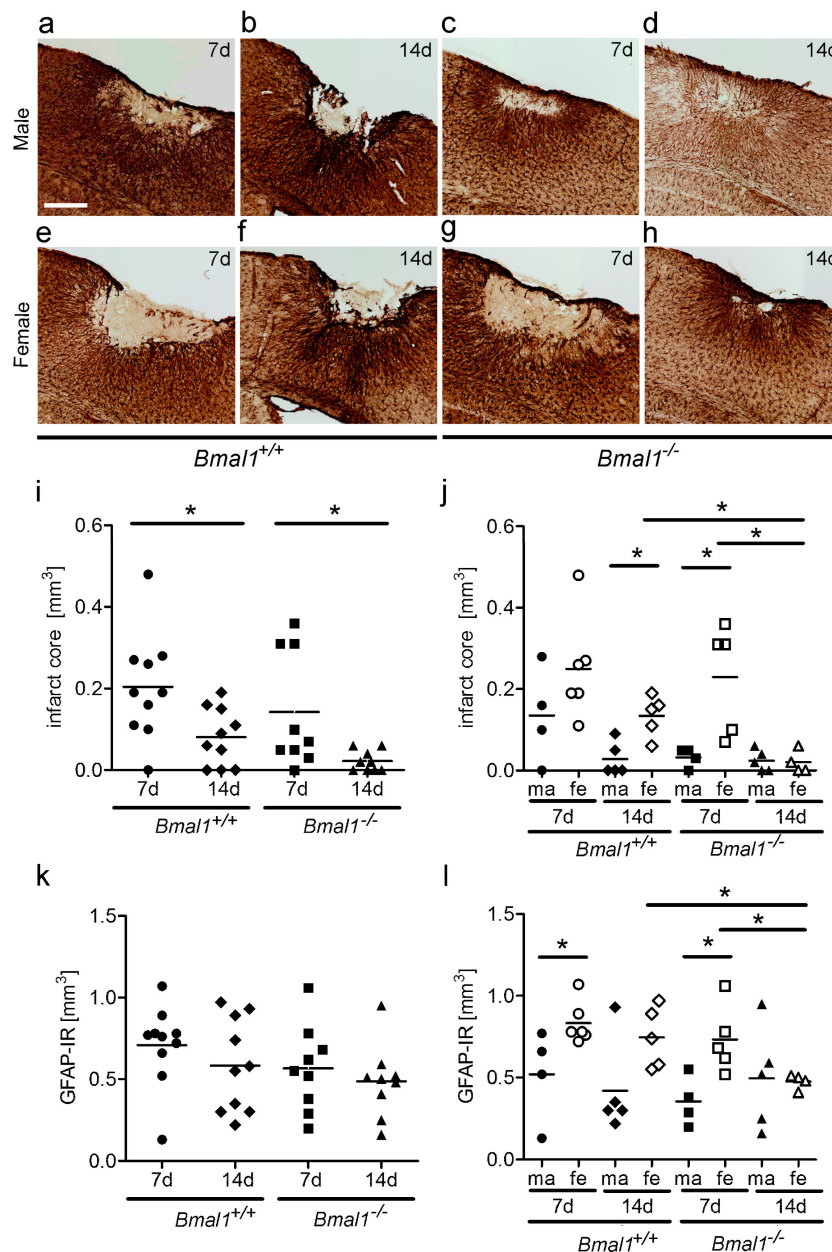 a b c d
7d 14d 7d 14d
Male
e f g h
7d 14d 7d 14d
Female
Bmal1+/+ Bmal1-/-
i
* *
0.6
0.4
0.2
0.0
infarct core [mm3]
7d 14d 7d 14d
Bmal1+/+ Bmal1-/-
j
*
*
* *
0.6
0.4
0.2
0.0
infarct core [mm3]
ma fe ma fe ma fe ma fe
7d 14d 7d 14d
Bmal1+/+ Bmal1-/-
k
1.5
1.0
0.5
0.0
GFAP-IR [mm3]
7d 14d 7d 14d
Bmal1+/+ Bmal1-/-
l
*
*
* *
1.5
1.0
0.5
0.0
GFAP-IR [mm3]
ma fe ma fe ma fe ma fe
7d 14d 7d 14d
Bmal1+/+ Bmal1-/-